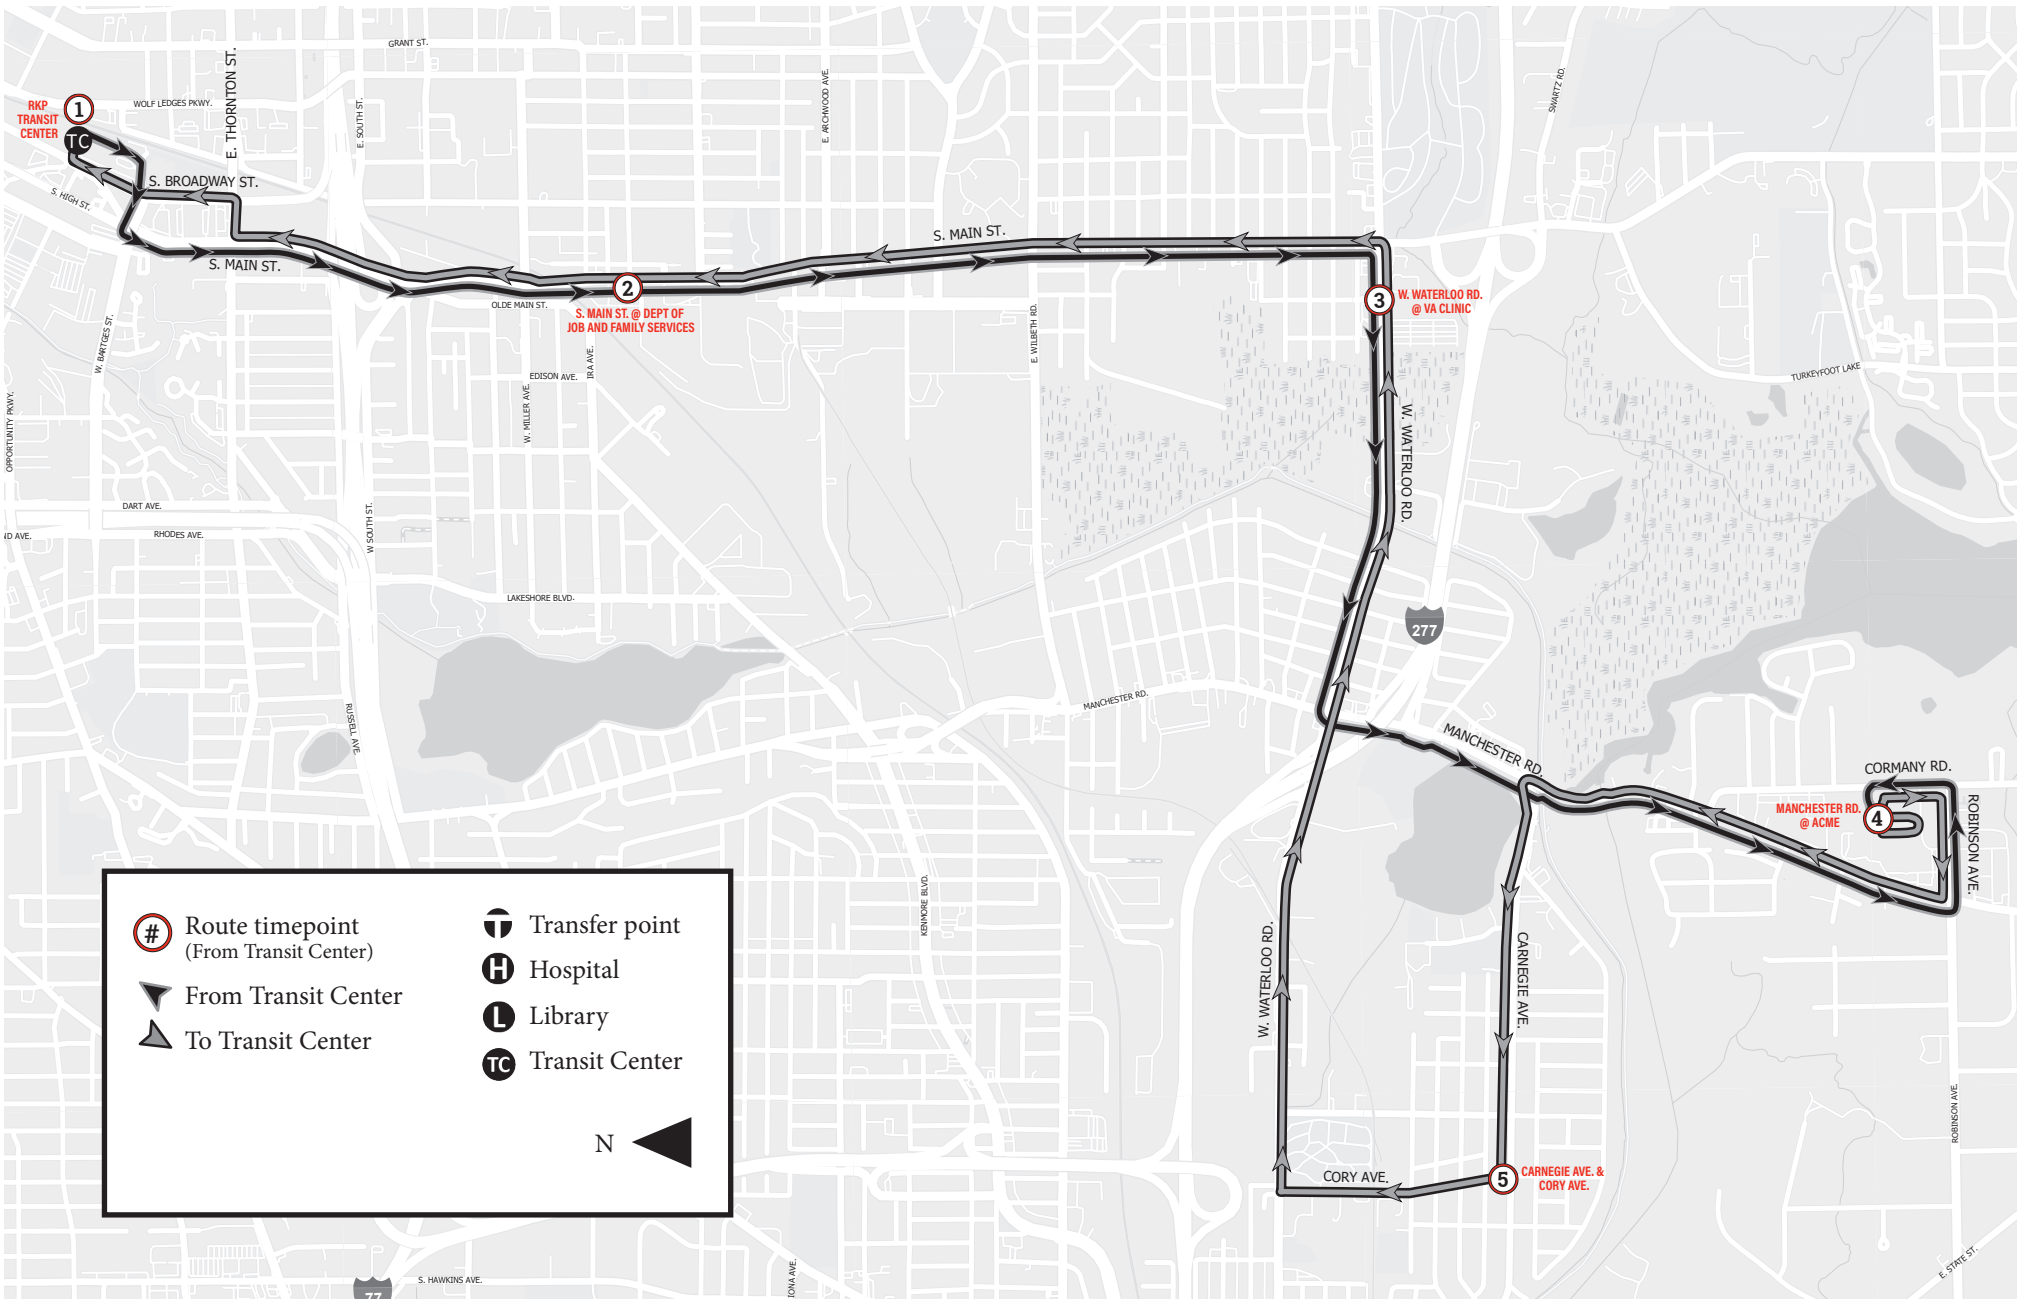 GRANT ST.
WOLF LEDGES PKWY.
E. THORNTON ST.
E. SOUTH ST.
E. ARCHWOOD AVE.
SWARTZ RD.
RKP
TRANSIT
CENTER
1
TC
S. BROADWAY ST.
S. HIGH ST.
S. MAIN ST.
S. MAIN ST.
OLDE MAIN ST.
2
S. MAIN ST. @ DEPT OF
JOB AND FAMILY SERVICES
3
W. WATERLOO RD.
@ VA CLINIC
W. BARTGES ST.
E. WILBETH RD.
EDISON AVE.
IRA AVE.
W. MILLER AVE.
TURKEYFOOT LAKE
OPPORTUNITY PKWY.
W. WATERLOO RD.
DART AVE.
RHODES AVE.
ND AVE.
W SOUTH ST.
LAKESHORE BLVD.
277
MANCHESTER RD.
RUSSELL AVE.
MANCHESTER RD.
CORMANY RD.
MANCHESTER RD.
@ ACME
4
ROBINSON AVE.
KENMORE BLVD.
W. WATERLOO RD.
CARNEGIE AVE.
ROBINSON AVE.
CORY AVE.
5
CARNEGIE AVE. &
CORY AVE.
E. STATE ST.
S. HAWKINS AVE.
77
IONA AVE.
#
Route timepoint
(From Transit Center)
From Transit Center
To Transit Center
T
Transfer point
H
Hospital
L
Library
TC
Transit Center
N